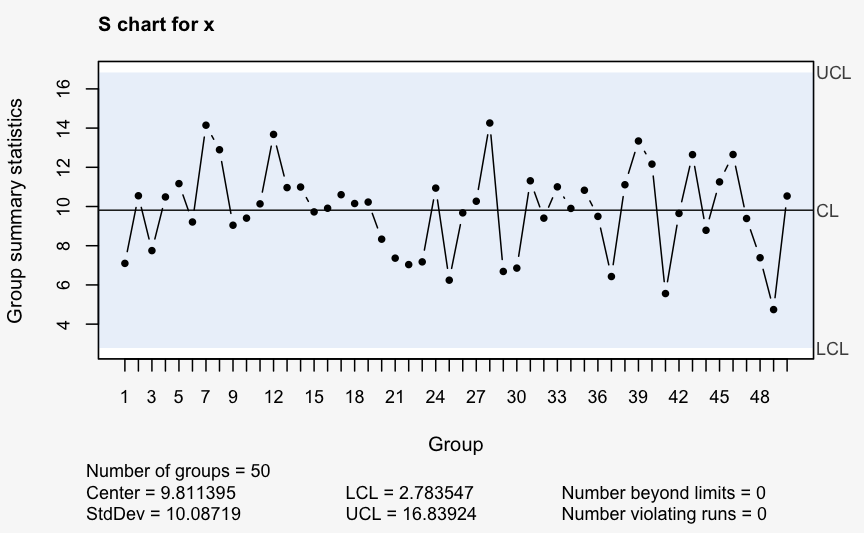 S chart for x
Group summary statistics
16
14
12
10
8
6
4
UCL
CL
LCL
1 3 5 7 9 12 15 18 21 24 27 30 33 36 39 42 45 48
Group
Number of groups = 50
Center = 9.811395 LCL = 2.783547 Number beyond limits = 0
StdDev = 10.08719 UCL = 16.83924 Number violating runs = 0